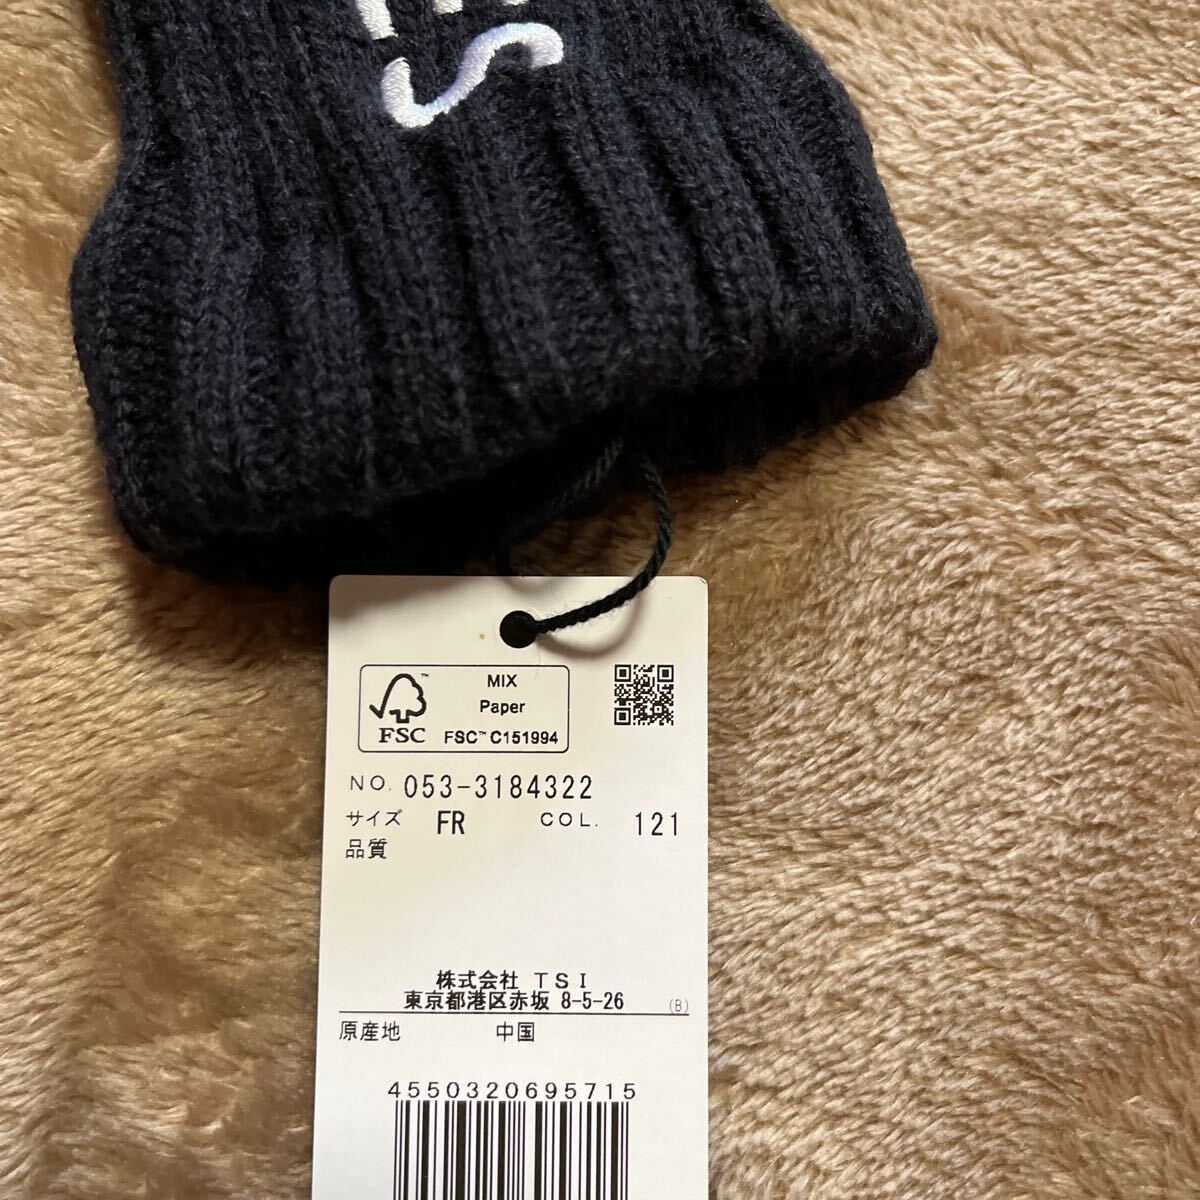 S
MIX
Paper
FSC™
FSC™ C151994
NO. 053-3184322
サイズ FR COL. 121
品質
株式会社 TSI
東京都港区赤坂 8-5-26 (B)
原産地 中国
4550320695715